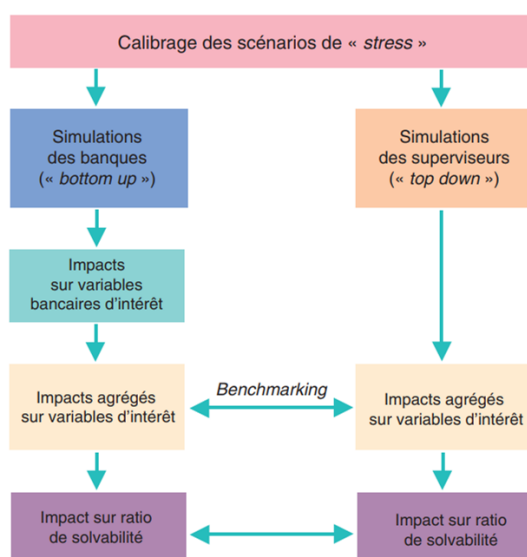 Calibrage des scénarios de « stress »
Simulations
des banques
(« bottom up »)
Simulations
des superviseurs
(« top down »)
Impacts
sur variables
bancaires d'intérêt
Impacts agrégés
sur variables d'intérêt
Benchmarking
Impacts agrégés
sur variables d'intérêt
Impact sur ratio
de solvabilité
Impact sur ratio
de solvabilité